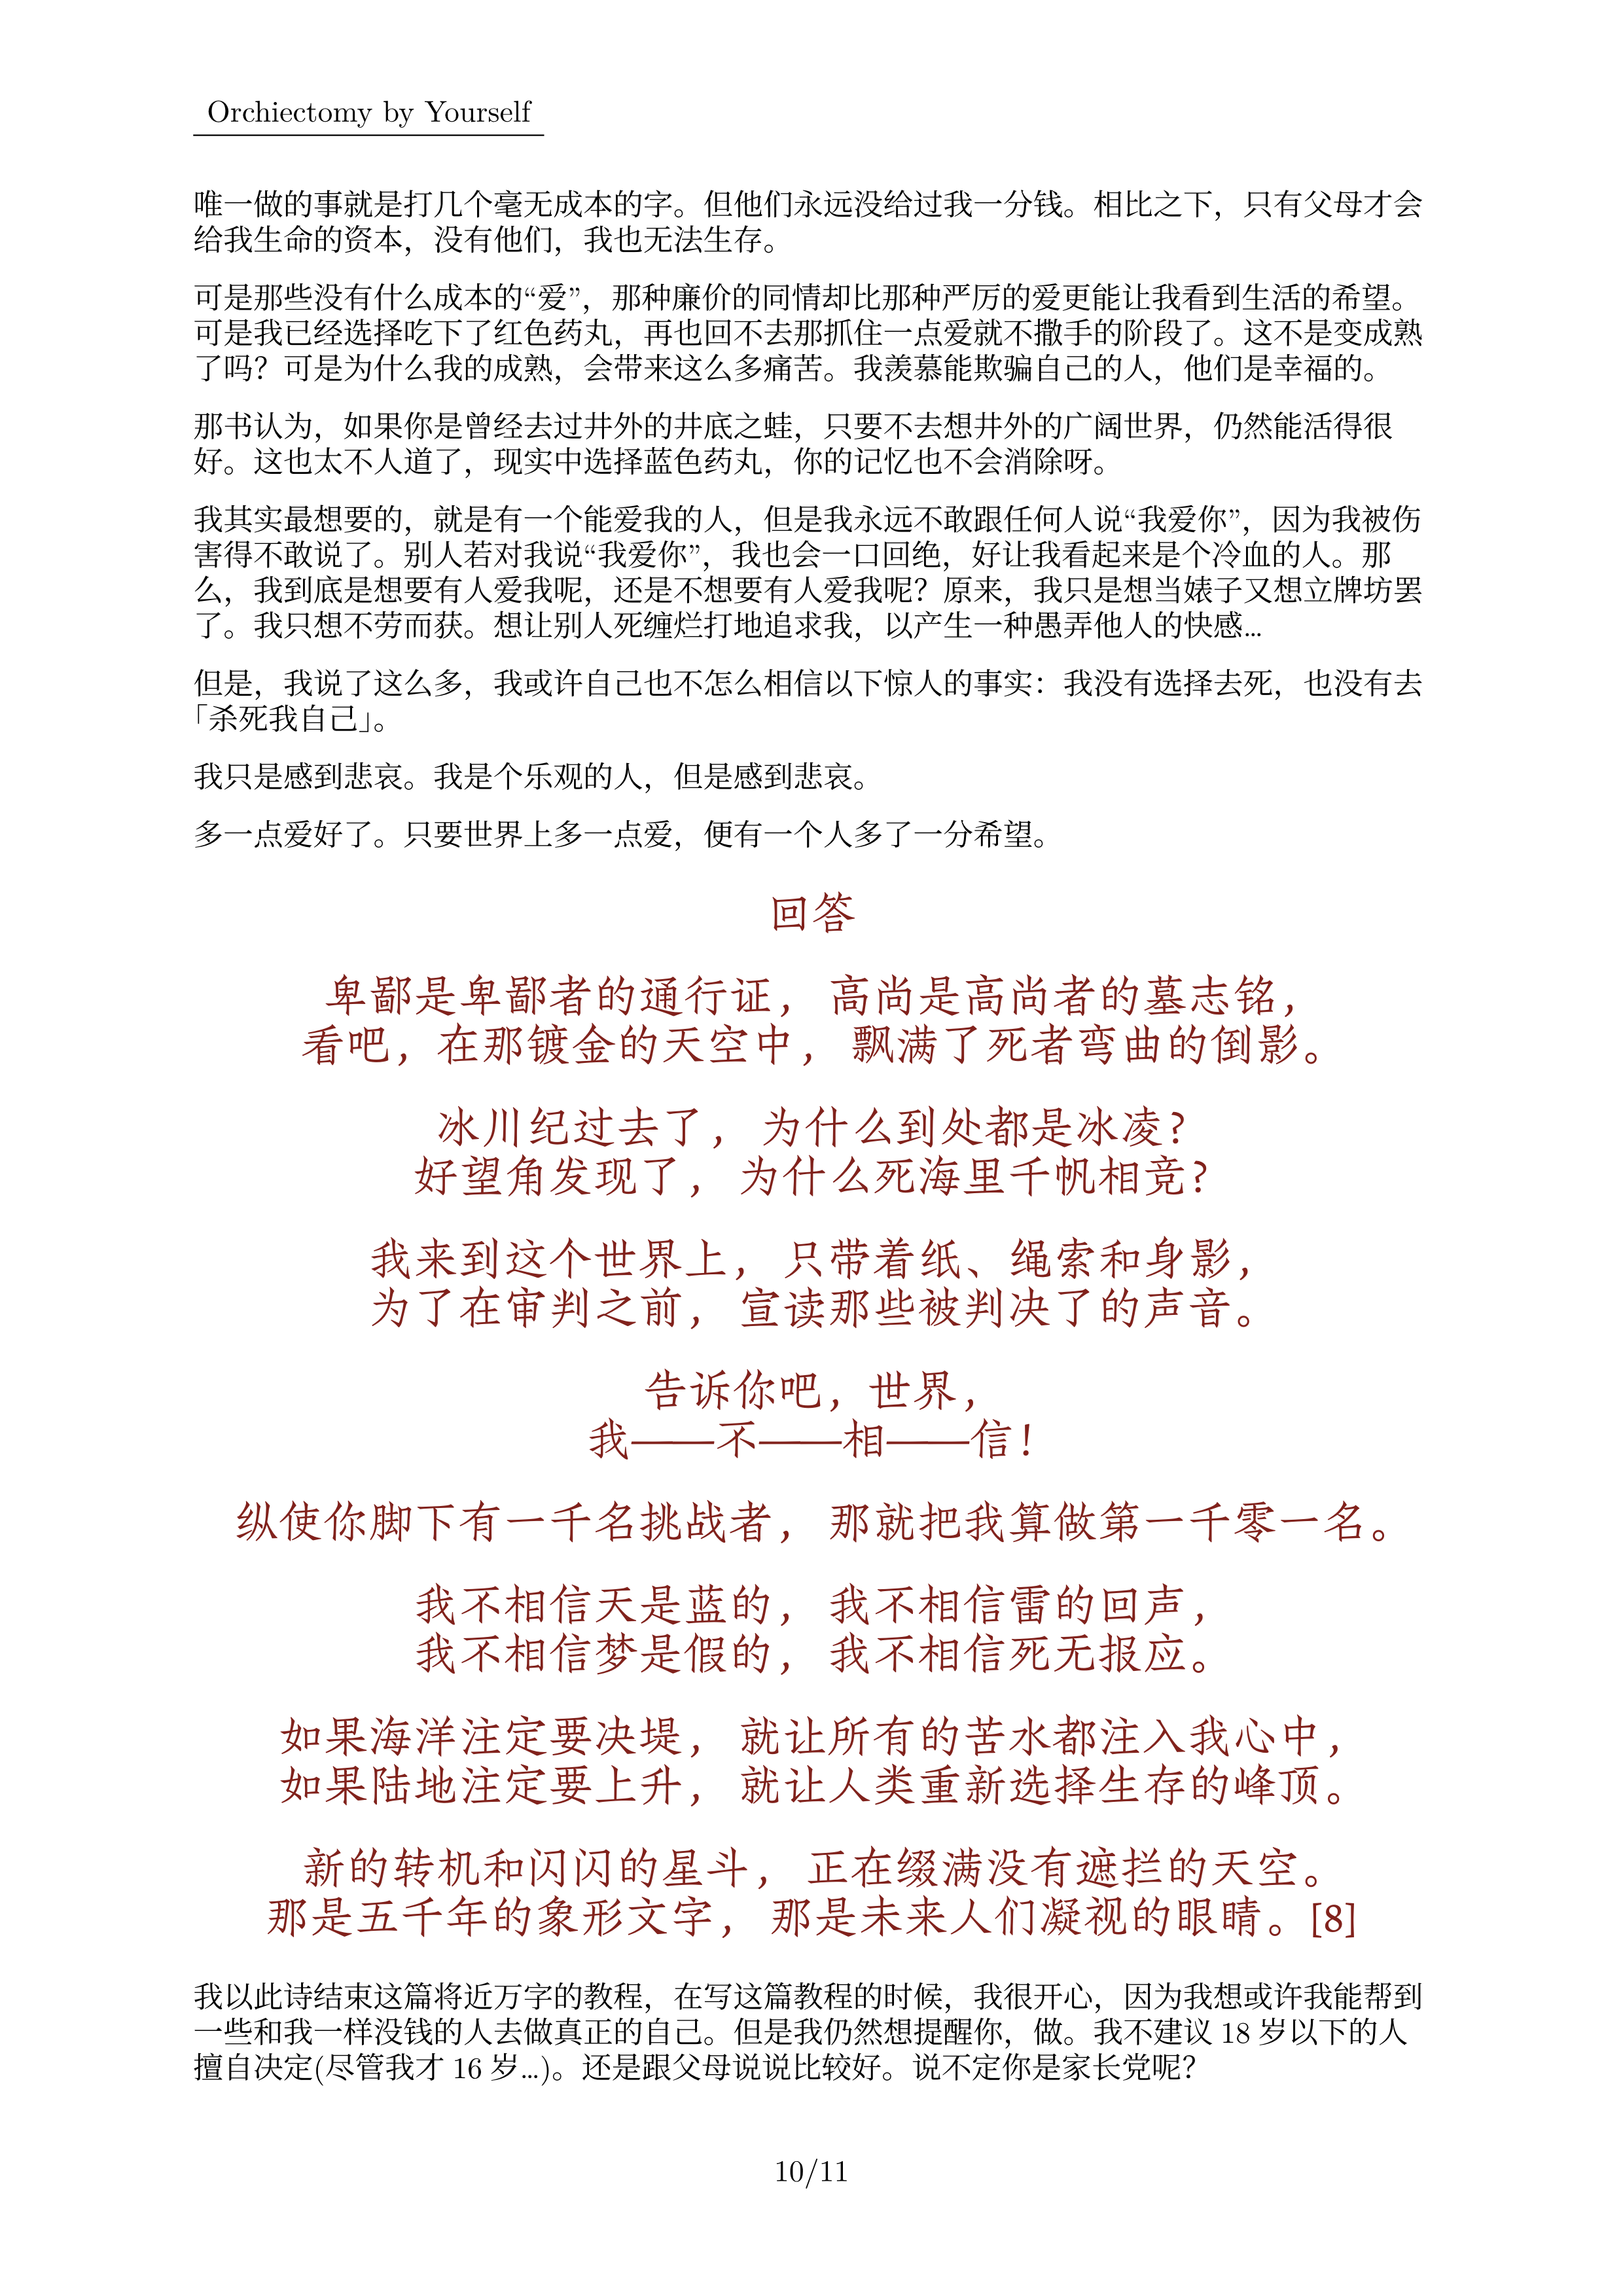 Orchiectomy by Yourself
唯一做的事就是打几个毫无成本的字。但他们永远没给过我一分钱。相比之下，只有父母才会
给我生命的资本，没有他们，我也无法生存。
可是那些没有什么成本的“爱”，那种廉价的同情却比那种严厉的爱更能让我看到生活的希望。
可是我已经选择吃下了红色药丸，再也回不去那抓住一点爱就不撒手的阶段了。这不是变成熟
了吗？可是为什么我的成熟，会带来这么多痛苦。我羡慕能欺骗自己的人，他们是幸福的。
那书认为，如果你是曾经去过井外的井底之蛙，只要不去想井外的广阔世界，仍然能活得很
好。这也太不人道了，现实中选择蓝色药丸，你的记忆也不会消除呀。
我其实最想要的，就是有一个能爱我的人，但是我永远不敢跟任何人说“我爱你”，因为我被伤
害得不敢说了。别人若对我说“我爱你”，我也会一口回绝，好让我看起来是个冷血的人。那
么，我到底是想要有人爱我呢，还是不想要有人爱我呢？原来，我只是想当婊子又想立牌坊罢
了。我只想不劳而获。想让别人死缠烂打地追求我，以产生一种愚弄他人的快感...
但是，我说了这么多，我或许自己也不怎么相信以下惊人的事实：我没有选择去死，也没有去
「杀死我自己」。
我只是感到悲哀。我是个乐观的人，但是感到悲哀。
多一点爱好了。只要世界上多一点爱，便有一个人多了一分希望。
回答
卑鄙是卑鄙者的通行证，高尚是高尚者的墓志铭，
看吧，在那镀金的天空中，飘满了死者弯曲的倒影。
冰川纪过去了，为什么到处都是冰凌？
好望角发现了，为什么死海里千帆相竞？
我来到这个世界上，只带着纸、绳索和身影，
为了在审判之前，宣读那些被判决了的声音。
告诉你吧，世界，
我——不——相——信！
纵使你脚下有一千名挑战者，那就把我算做第一千零一名。
我不相信天是蓝的，我不相信雷的回声，
我不相信梦是假的，我不相信死无报应。
如果海洋注定要决堤，就让所有的苦水都注入我心中，
如果陆地注定要上升，就让人类重新选择生存的峰顶。
新的转机和闪闪的星斗，正在缀满没有遮拦的天空。
那是五千年的象形文字，那是未来人们凝视的眼睛。[8]
我以此诗结束这篇将近万字的教程，在写这篇教程的时候，我很开心，因为我想或许我能帮到
一些和我一样没钱的人去做真正的自己。但是我仍然想提醒你，做。我不建议 18 岁以下的人
擅自决定(尽管我才 16 岁...)。还是跟父母说说比较好。说不定你是家长党呢？
10/11